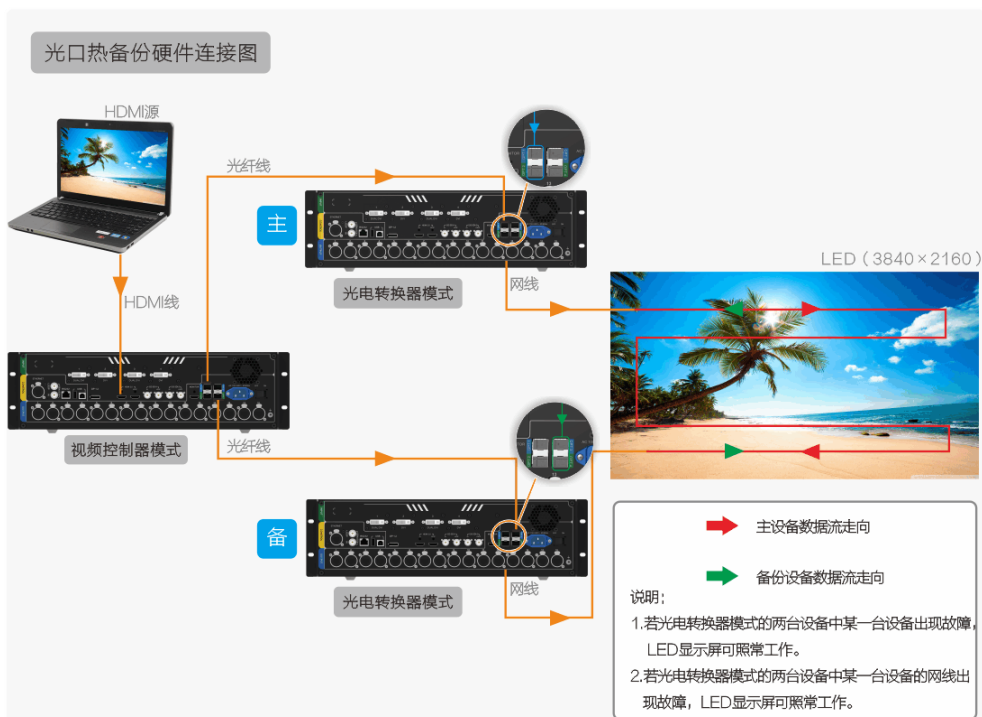 光口热备份硬件连接图
HDMI源
光纤线
主
网线
光电转换器模式
LED（3840×2160）
HDMI线
视频控制器模式
光纤线
备
网线
光电转换器模式
主设备数据流走向
备份设备数据流走向
说明：
1.若光电转换器模式的两台设备中某一台设备出现故障，
LED显示屏可照常工作。
2.若光电转换器模式的两台设备中某一台设备的网线出
现故障，LED显示屏可照常工作。